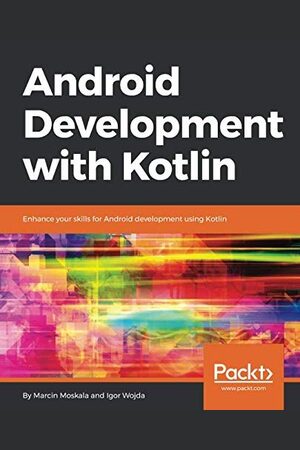 Android
Development
with Kotlin
Enhance your skills for Android development using Kotlin
Packt>
www.packt.com
By Marcin Moskala and Igor Wojda